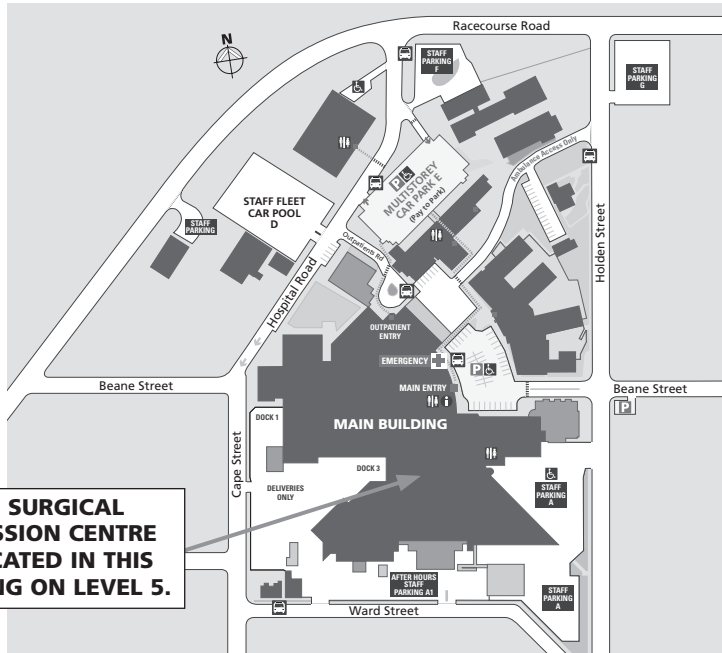 Racecourse Road
N
STAFF
PARKING
F
STAFF
PARKING
G
Ambulance Access Only
P
MULTISTOREY
CAR PARK E
(Pay to Park)
STAFF FLEET
CAR POOL
D
STAFF
PARKING
Outpatients Rd
Hospital Road
Holden Street
OUTPATIENT
ENTRY
EMERGENCY
P
MAIN ENTRY
i
Beane Street
Beane Street
P
DOCK 1
MAIN BUILDING
Cape Street
DOCK 3
DELIVERIES
ONLY
STAFF
PARKING
A
SURGICAL
SSION CENTRE
CATED IN THIS
NG ON LEVEL 5.
AFTER HOURS
STAFF
PARKING A1
STAFF
PARKING
A
Ward Street